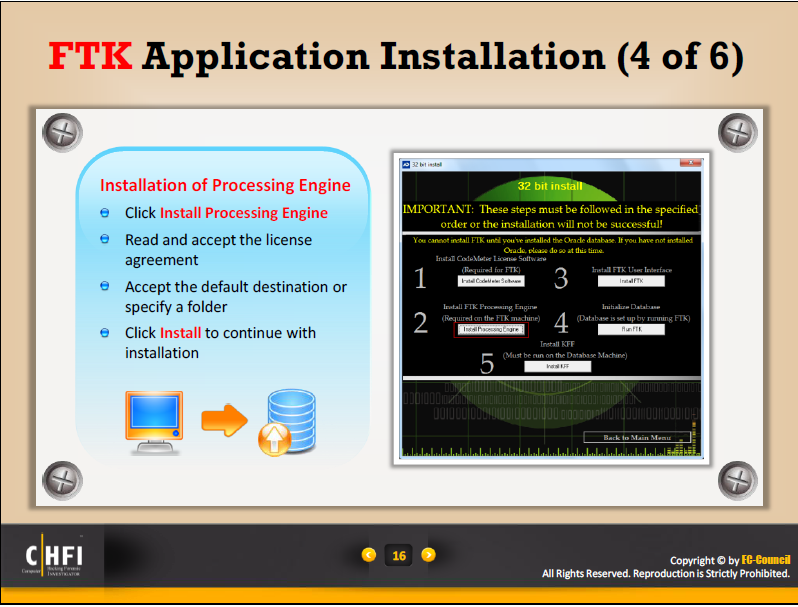 FTK Application Installation (4 of 6)
Installation of Processing Engine
Click Install Processing Engine
Read and accept the license
agreement
Accept the default destination or
specify a folder
Click Install to continue with
installation
32 bit install
32 bit install
IMPORTANT: These steps must be followed in the specified
order or the installation will not be successful!
You cannot install FTK until you've installed the Oracle database. If you have not installed
Oracle, please do so at this time.
1
Install CodeMeter License Software
(Required for FTK)
Install CodeMeter Software
3
Install FTK User Interface
Install FTK
2
Install FTK Processing Engine
(Required on the FTK machine)
Install Processing Engine
4
Initialize Database
(Database is set up by running FTK)
Run FTK
5
Install KFF
(Must be run on the Database Machine)
Install KFF
Back to Main Menu
CHFI
Computer
Hacking Forensic
INVESTIGATOR
16
Copyright © by EC-Council
All Rights Reserved. Reproduction is Strictly Prohibited.